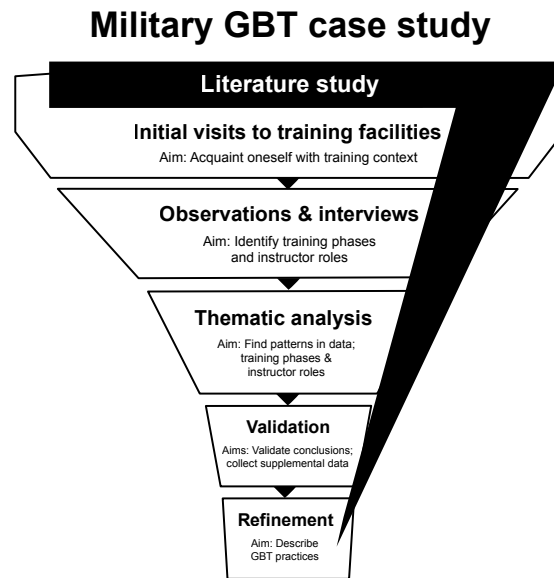 Military GBT case study
Literature study
Initial visits to training facilities
Aim: Acquaint oneself with training context
Observations & interviews
Aim: Identify training phases
and instructor roles
Thematic analysis
Aim: Find patterns in data;
training phases &
instructor roles
Validation
Aims: Validate conclusions;
collect supplemental data
Refinement
Aim: Describe
GBT practices